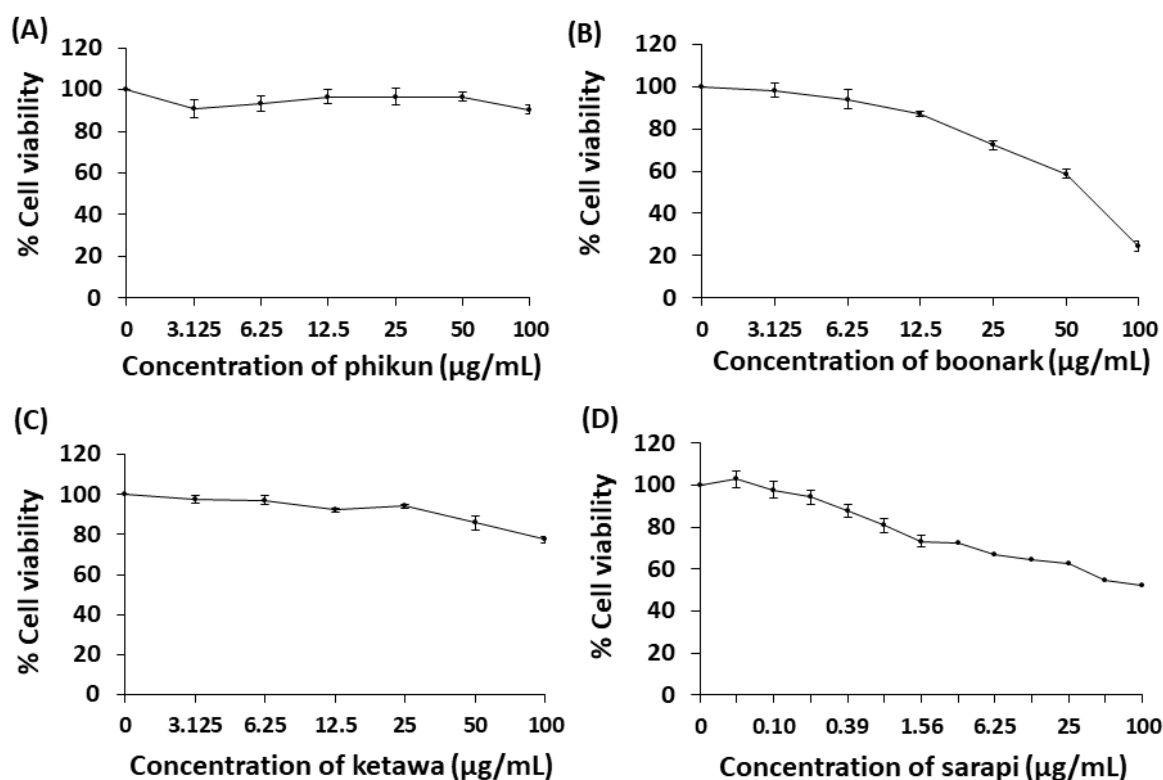 (A)
120
100
80
60
40
20
0
% Cell viability
0 3.125 6.25 12.5 25 50 100
Concentration of phikun (µg/mL)
(B)
120
100
80
60
40
20
0
% Cell viability
0 3.125 6.25 12.5 25 50 100
Concentration of boonark (µg/mL)
(C)
120
100
80
60
40
20
0
% Cell viability
0 3.125 6.25 12.5 25 50 100
Concentration of ketawa (µg/mL)
(D)
120
100
80
60
40
20
0
% Cell viability
0 0.10 0.39 1.56 6.25 25 100
Concentration of sarapi (µg/mL)